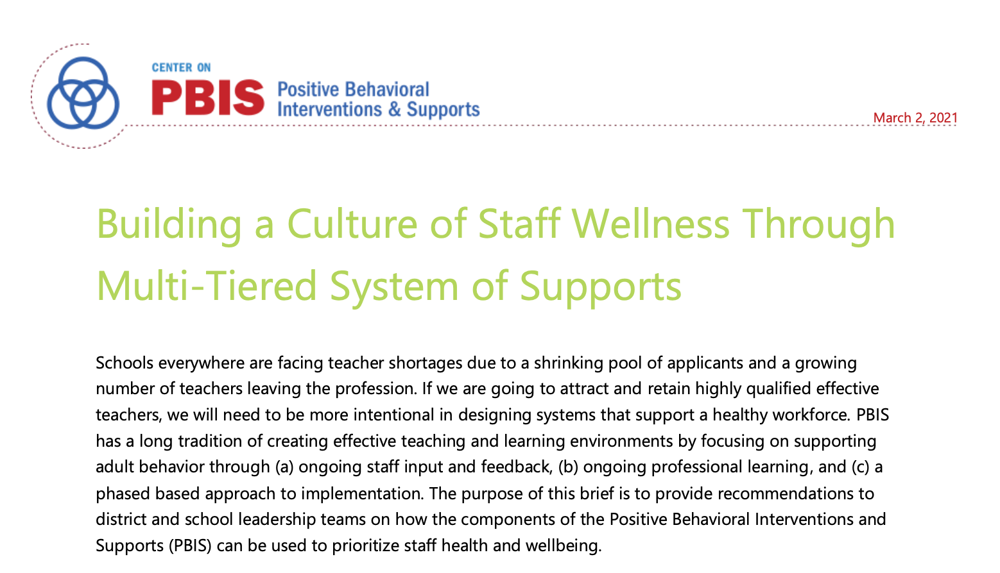 CENTER ON
PBIS
Positive Behavioral
Interventions & Supports
March 2, 2021
Building a Culture of Staff Wellness Through
Multi-Tiered System of Supports
Schools everywhere are facing teacher shortages due to a shrinking pool of applicants and a growing
number of teachers leaving the profession. If we are going to attract and retain highly qualified effective
teachers, we will need to be more intentional in designing systems that support a healthy workforce. PBIS
has a long tradition of creating effective teaching and learning environments by focusing on supporting
adult behavior through (a) ongoing staff input and feedback, (b) ongoing professional learning, and (c) a
phased based approach to implementation. The purpose of this brief is to provide recommendations to
district and school leadership teams on how the components of the Positive Behavioral Interventions and
Supports (PBIS) can be used to prioritize staff health and wellbeing.